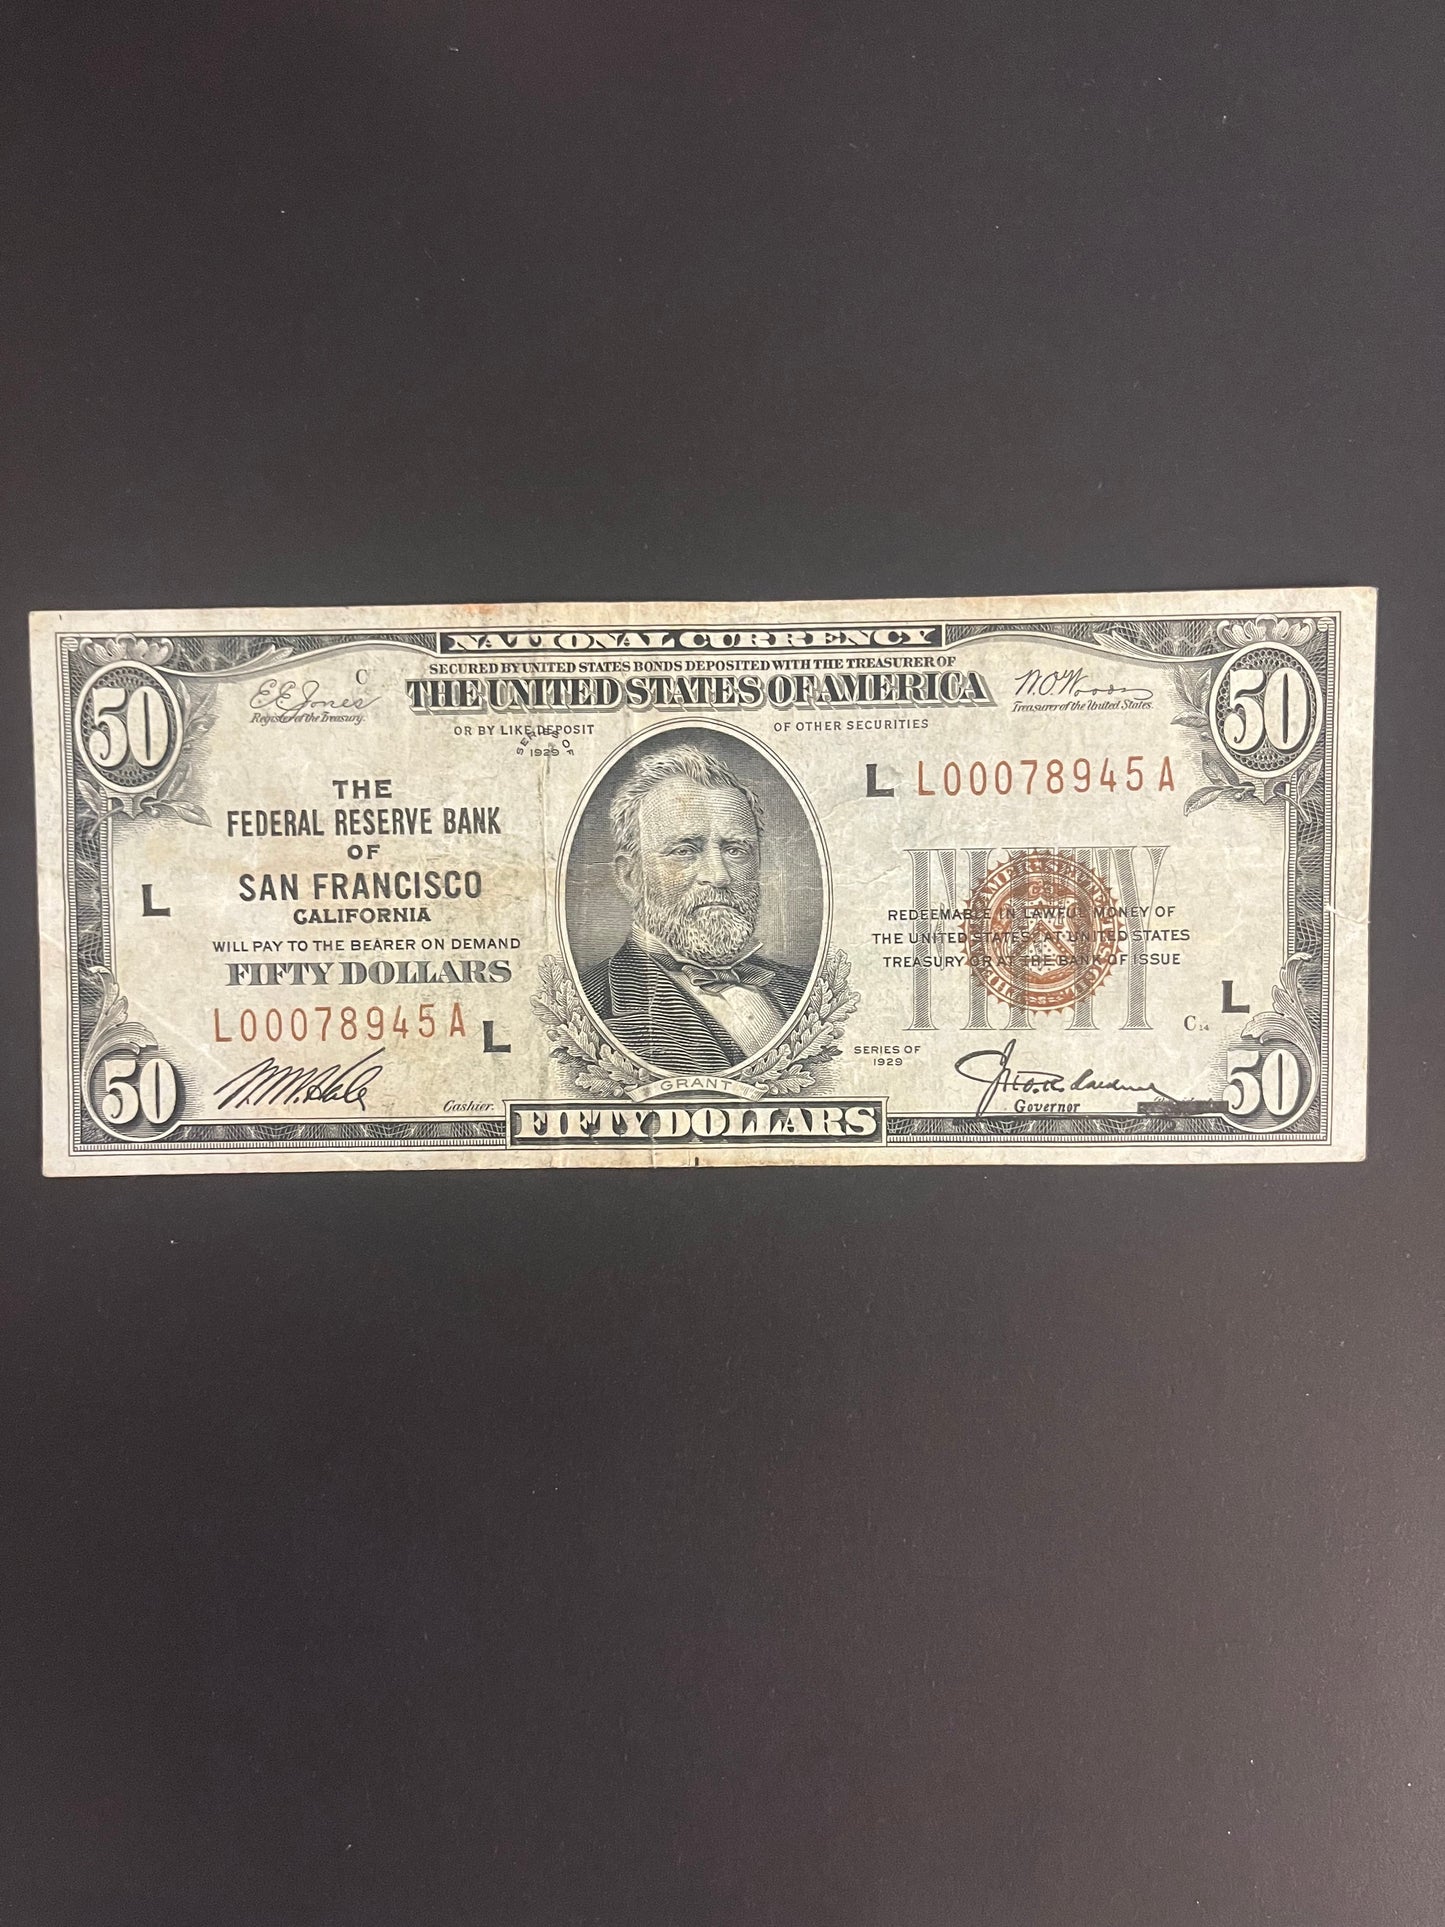 NATIONAL CURRENCY
SECURED BY UNITED STATES BONDS DEPOSITED WITH THE TREASURER OF
THE UNITED STATES OF AMERICA
OR BY LIKE DEPOSIT OF OTHER SECURITIES
SERIES OF
1929
50
50
C
E.E. Jones
Register of the Treasury.
W.O. Woods
Treasurer of the United States.
THE
FEDERAL RESERVE BANK
OF
SAN FRANCISCO
CALIFORNIA
WILL PAY TO THE BEARER ON DEMAND
FIFTY DOLLARS
L
L00078945A
L
Cashier.
50
GRANT
FIFTY DOLLARS
L L00078945A
FIFTY
REDEEMABLE IN LAWFUL MONEY OF
THE UNITED STATES AT UNITED STATES
TREASURY OR AT THE BANK OF ISSUE
L
C14
SERIES OF
1929
Governor
50